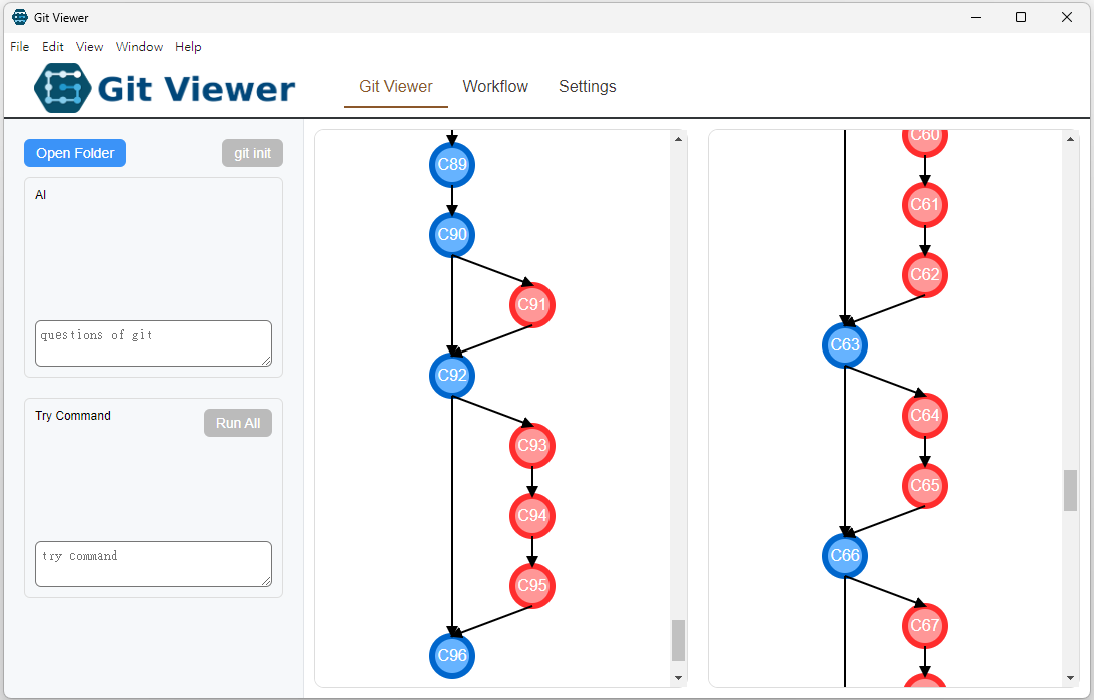 Git Viewer
File Edit View Window Help
Git Viewer
Git Viewer Workflow Settings
Open Folder
git init
AI
questions of git
Try Command
Run All
try command
C89
C90
C91
C92
C93
C94
C95
C96
C60
C61
C62
C63
C64
C65
C66
C67